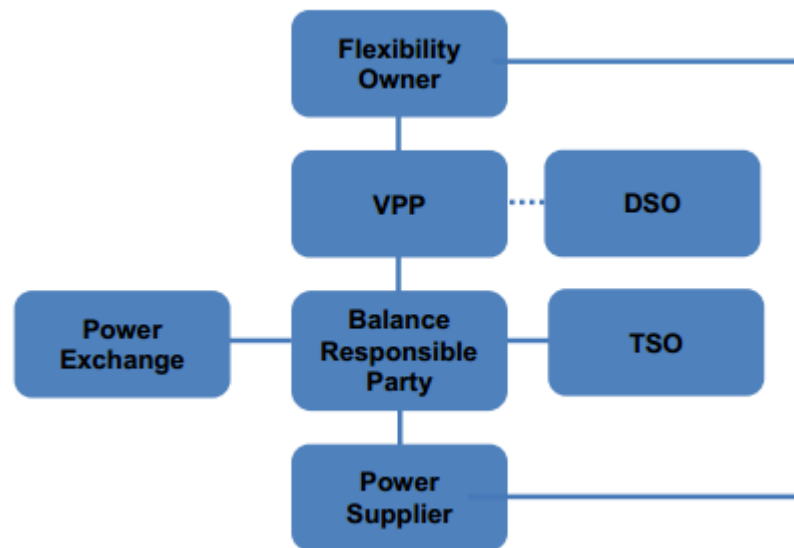 Flexibility
Owner
VPP
DSO
Power
Exchange
Balance
Responsible
Party
TSO
Power
Supplier